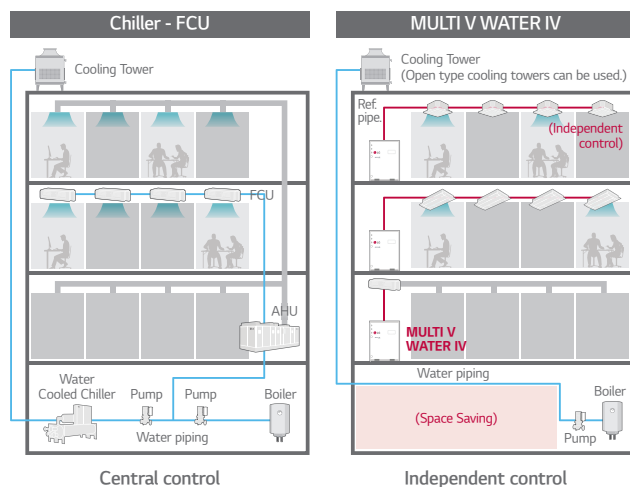 Chiller - FCU
Cooling Tower
FCU
AHU
Water
Cooled Chiller
Pump
Pump
Boiler
Water piping
Central control
MULTI V WATER IV
Cooling Tower
(Open type cooling towers can be used.)
Ref.
pipe.
(Independent
control)
MULTI V
WATER IV
Water piping
(Space Saving)
Boiler
Pump
Independent control